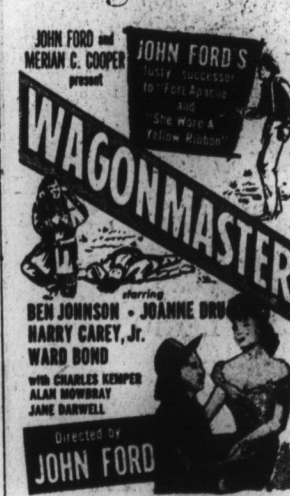 JOHN FORD and
MERIAN C. COOPER
present
JOHN FORD'S
lusty successor
to "Fort Apache"
and
"She Wore A
Yellow Ribbon"
WAGONMASTER
starring
BEN JOHNSON • JOANNE DRU
HARRY CAREY, Jr.
WARD BOND
with CHARLES KEMPER
ALAN MOWBRAY
JANE DARWELL
Directed by
JOHN FORD